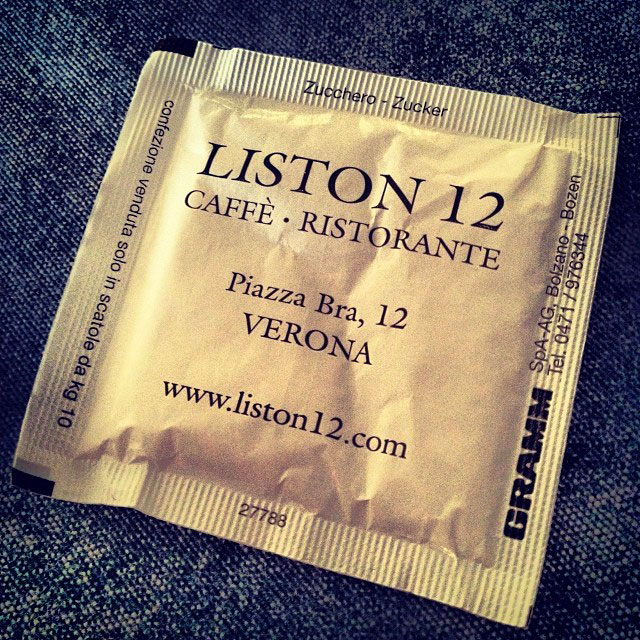 Zucchero - Zucker
LISTON 12
CAFFÈ · RISTORANTE
Piazza Bra, 12
VERONA
www.liston12.com
27788
confezione venduta solo in scatole da kg 10
GRAMM
SpA-AG, Bolzano - Bozen
Tel. 0471 / 976344